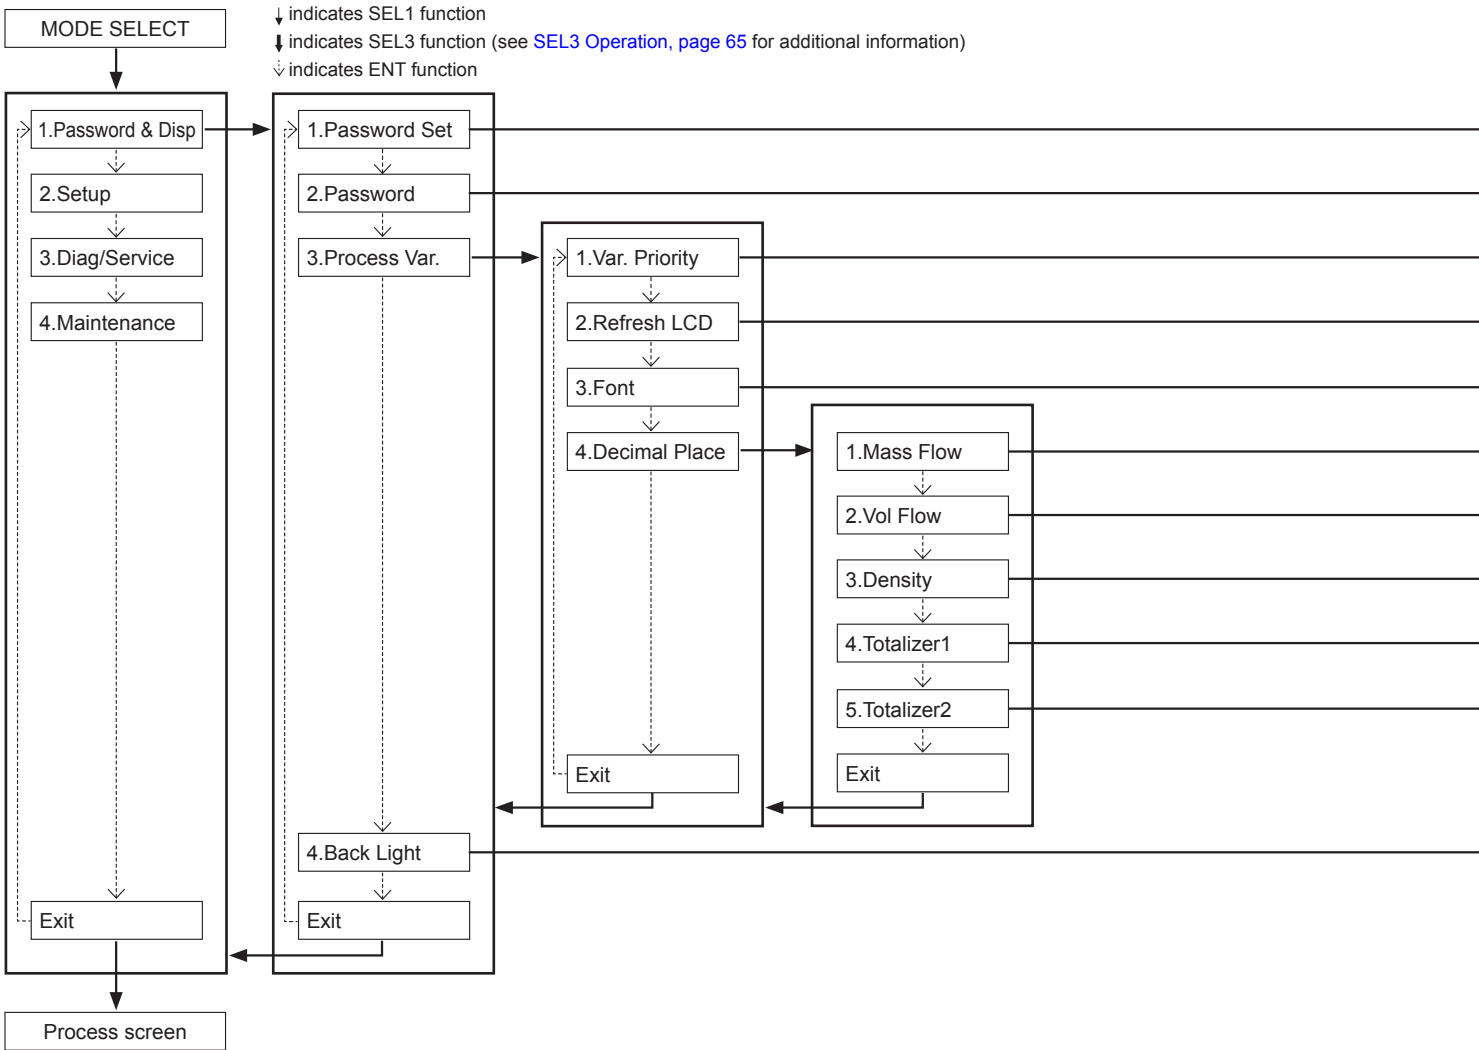 MODE SELECT
indicates SEL1 function
indicates SEL3 function (see SEL3 Operation, page 65 for additional information)
indicates ENT function
1.Password & Disp
2.Setup
3.Diag/Service
4.Maintenance
Exit
Process screen
1.Password Set
2.Password
3.Process Var.
4.Back Light
Exit
1.Var. Priority
2.Refresh LCD
3.Font
4.Decimal Place
Exit
1.Mass Flow
2.Vol Flow
3.Density
4.Totalizer1
5.Totalizer2
Exit